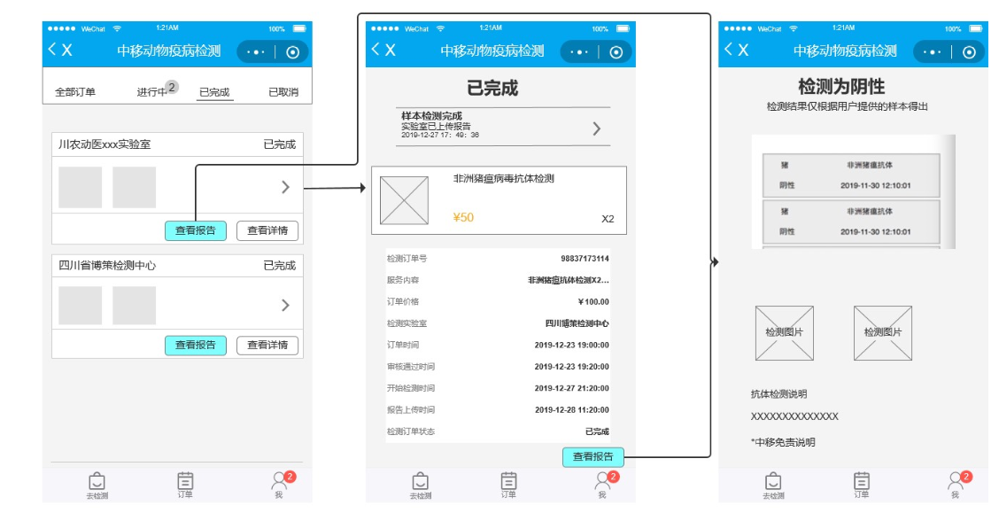 WeChat 1:21AM 100%
< X 中移动物疫病检测
全部订单 进行中 2 已完成 已取消
川农动医xxx实验室 已完成
查看报告 查看详情
四川省博策检测中心 已完成
查看报告 查看详情
去检测 订单 我 2
WeChat 1:21AM 100%
< X 中移动物疫病检测
已完成
样本检测完成
实验室已上传报告
2019-12-27 17：49：36
非洲猪瘟病毒抗体检测
¥50 X2
检测订单号 98837173114
服务内容 非洲猪瘟抗体检测X2...
订单价格 ¥100.00
检测实验室 四川博策检测中心
订单时间 2019-12-23 19:00:00
审核通过时间 2019-12-23 19:20:00
开始检测时间 2019-12-27 21:20:00
报告上传时间 2019-12-28 11:20:00
检测订单状态 已完成
查看报告
去检测 订单 我 2
WeChat 1:21AM 100%
< X 中移动物疫病检测
检测为阴性
检测结果仅根据用户提供的样本得出
猪 非洲猪瘟抗体
阴性 2019-11-30 12:10:01
猪 非洲猪瘟抗体
阴性 2019-11-30 12:10:01
检测图片 检测图片
抗体检测说明
XXXXXXXXXXXXXX
*中移免责说明
去检测 订单 我 2